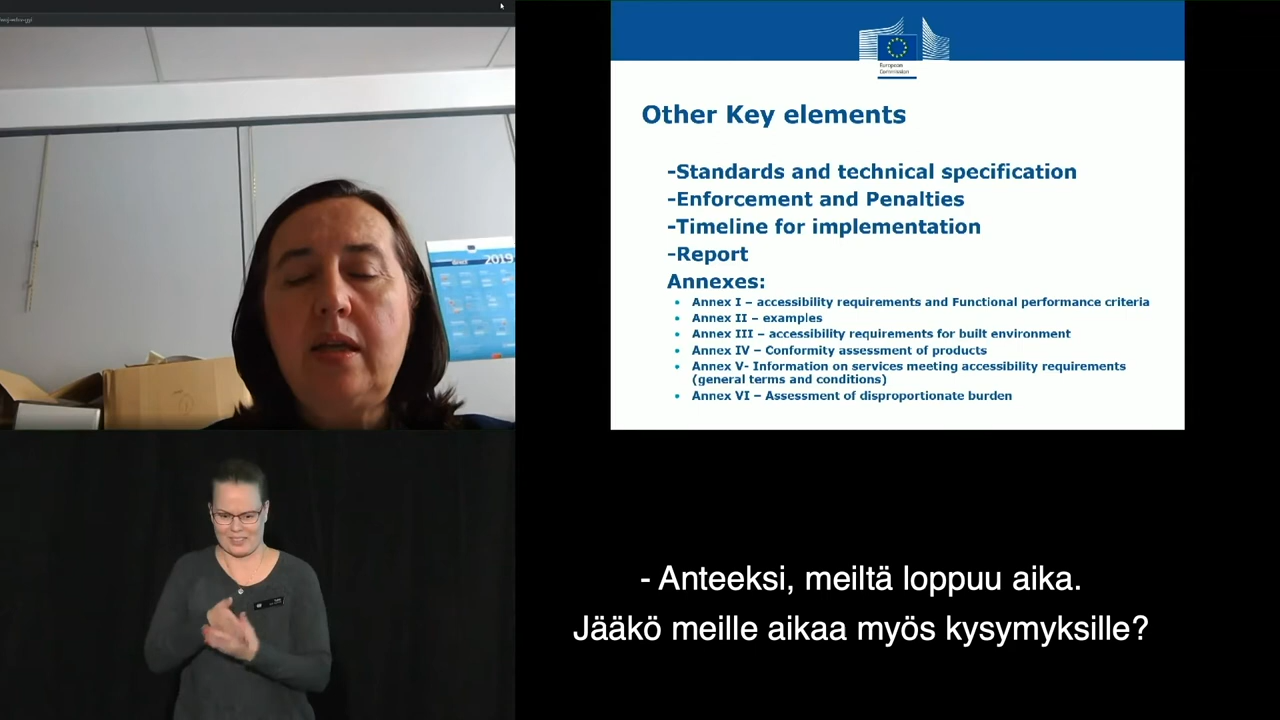 2019
European
Commission
Other Key elements
-Standards and technical specification
-Enforcement and Penalties
-Timeline for implementation
-Report
Annexes:
• Annex I – accessibility requirements and Functional performance criteria
• Annex II – examples
• Annex III – accessibility requirements for built environment
• Annex IV – Conformity assessment of products
• Annex V- Information on services meeting accessibility requirements
(general terms and conditions)
• Annex VI – Assessment of disproportionate burden
- Anteeksi, meiltä loppuu aika.
Jääkö meille aikaa myös kysymyksille?